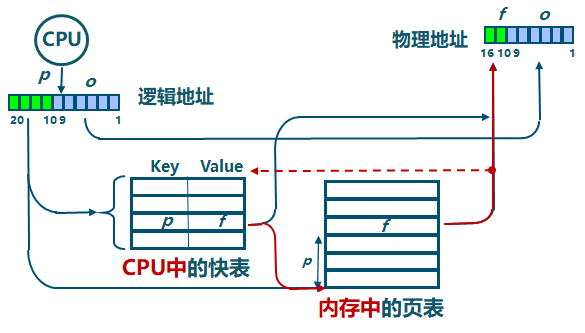 f o
物理地址
16 10 9 1
CPU
p o
逻辑地址
20 10 9 1
Key Value
p f
CPU中的快表
f
p
内存中的页表